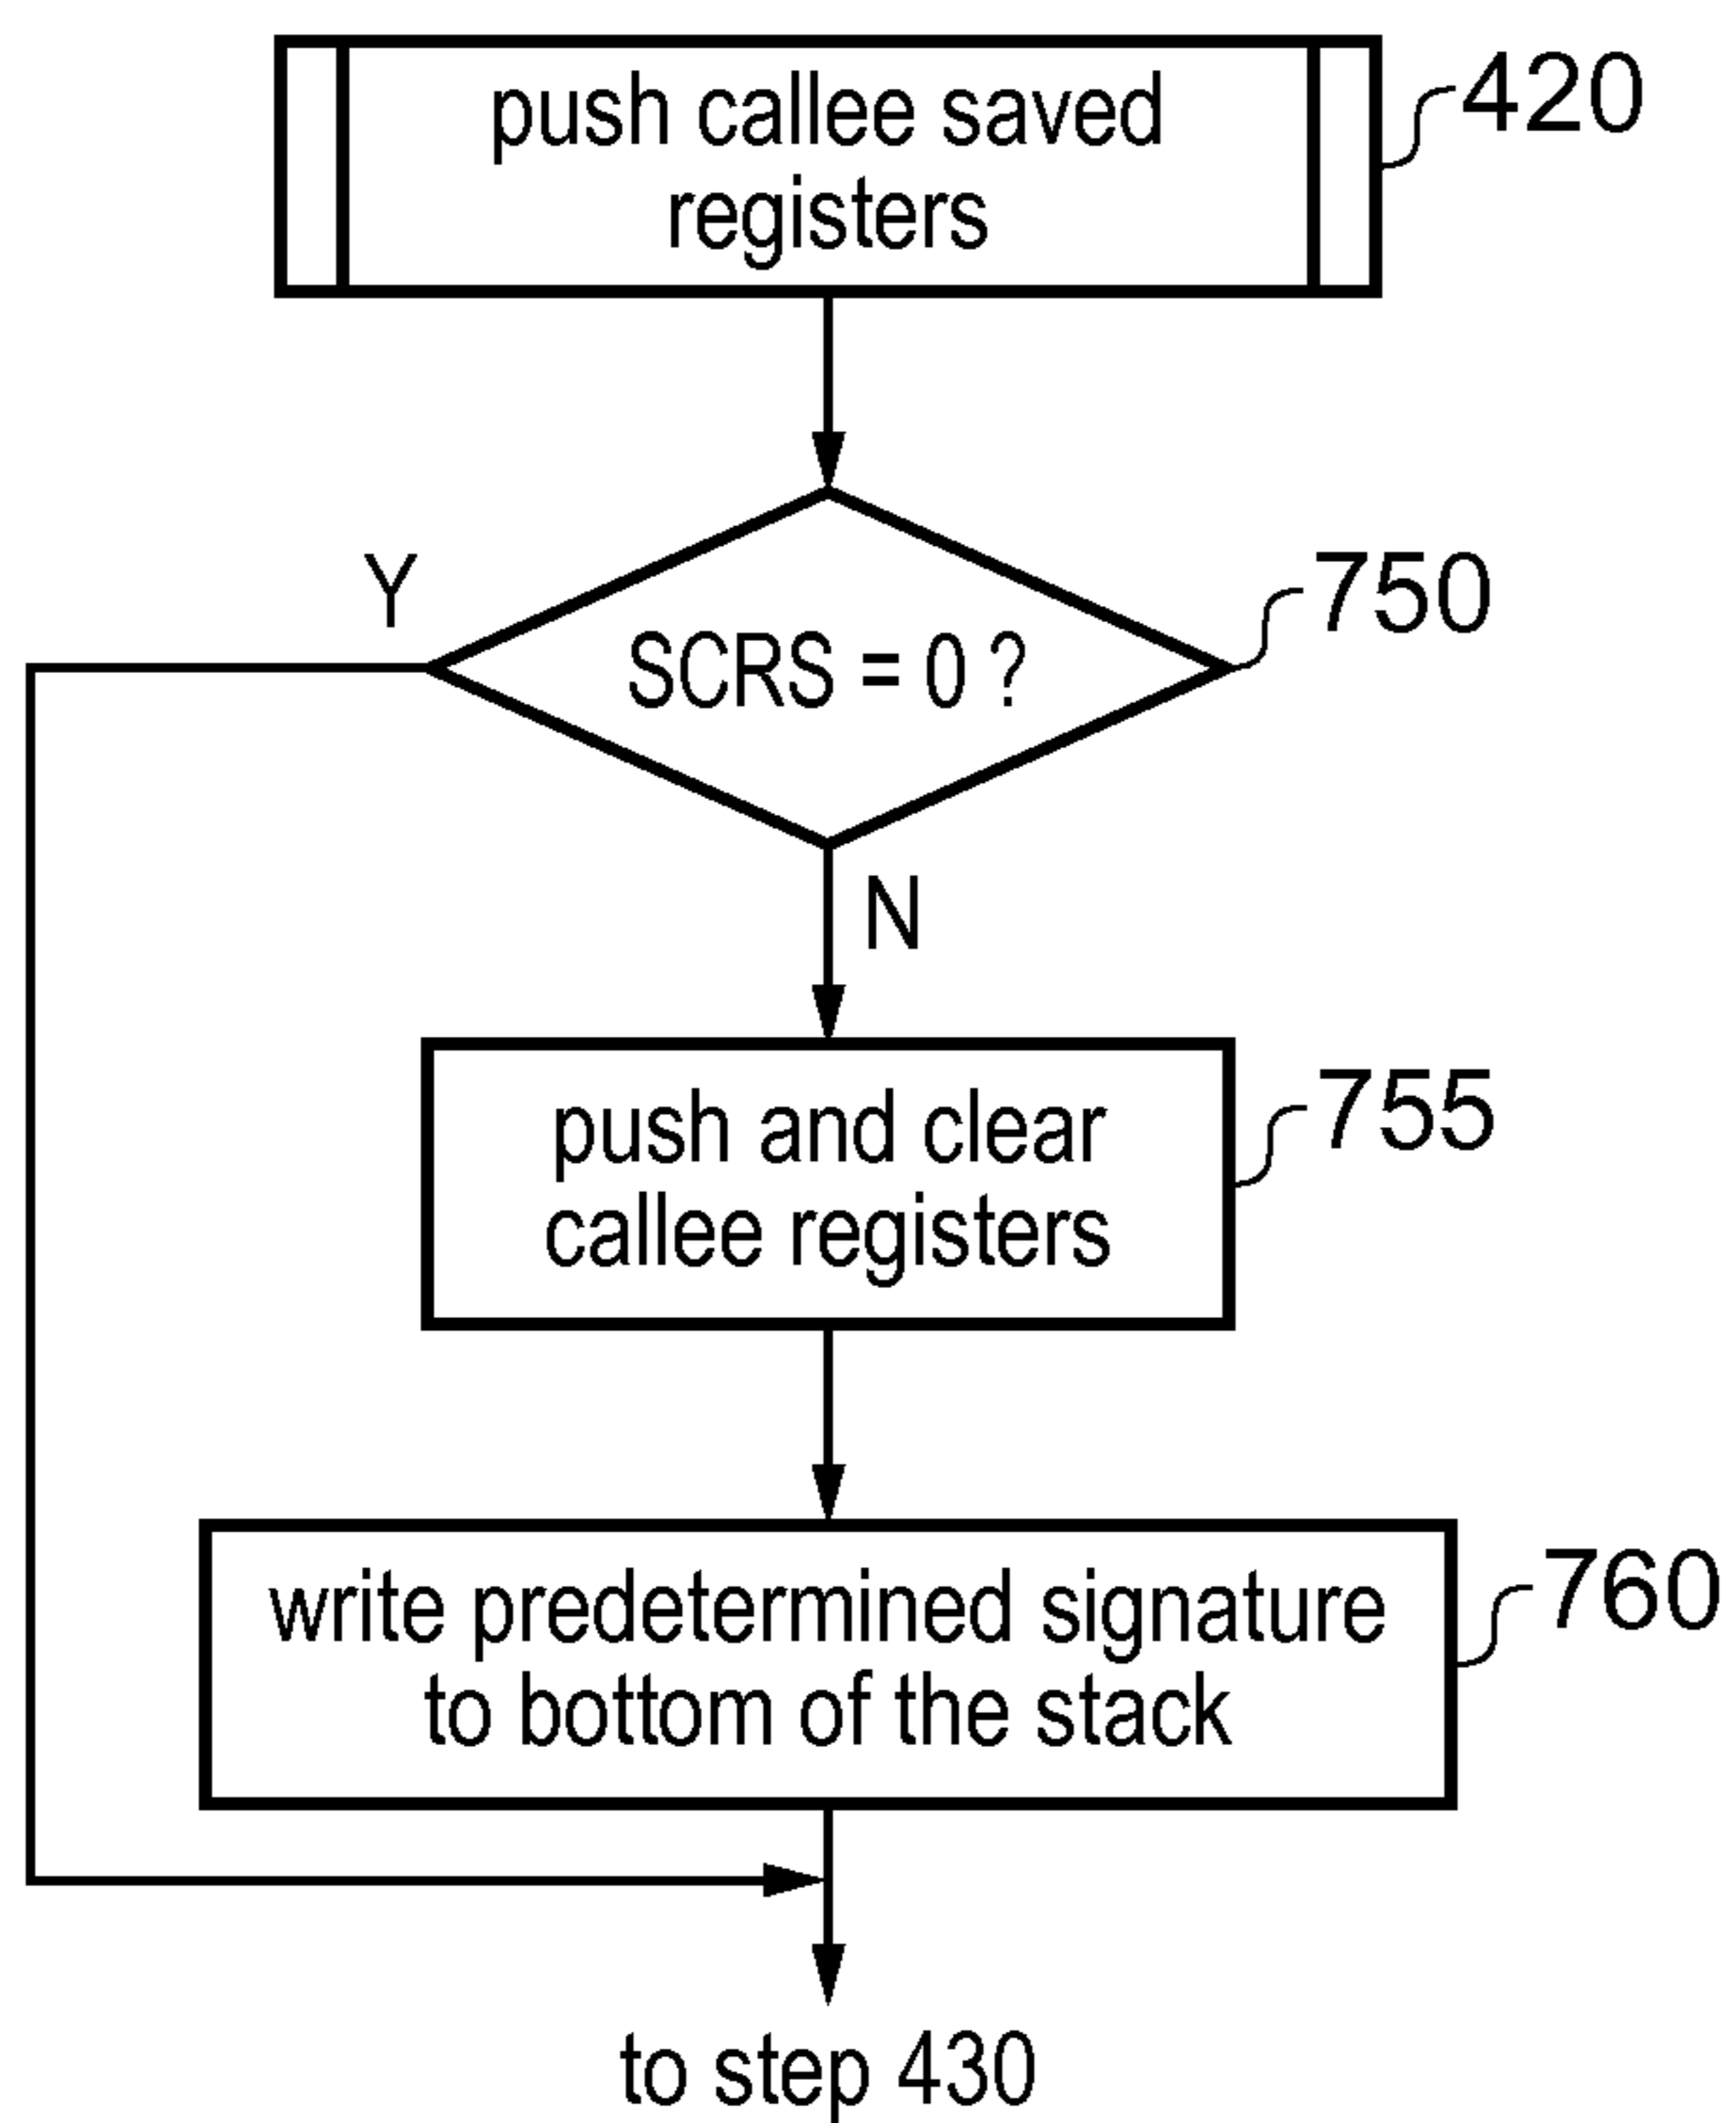 push callee saved
registers
420
Y
SCRS = 0 ?
750
N
push and clear
callee registers
755
write predetermined signature
to bottom of the stack
760
to step 430